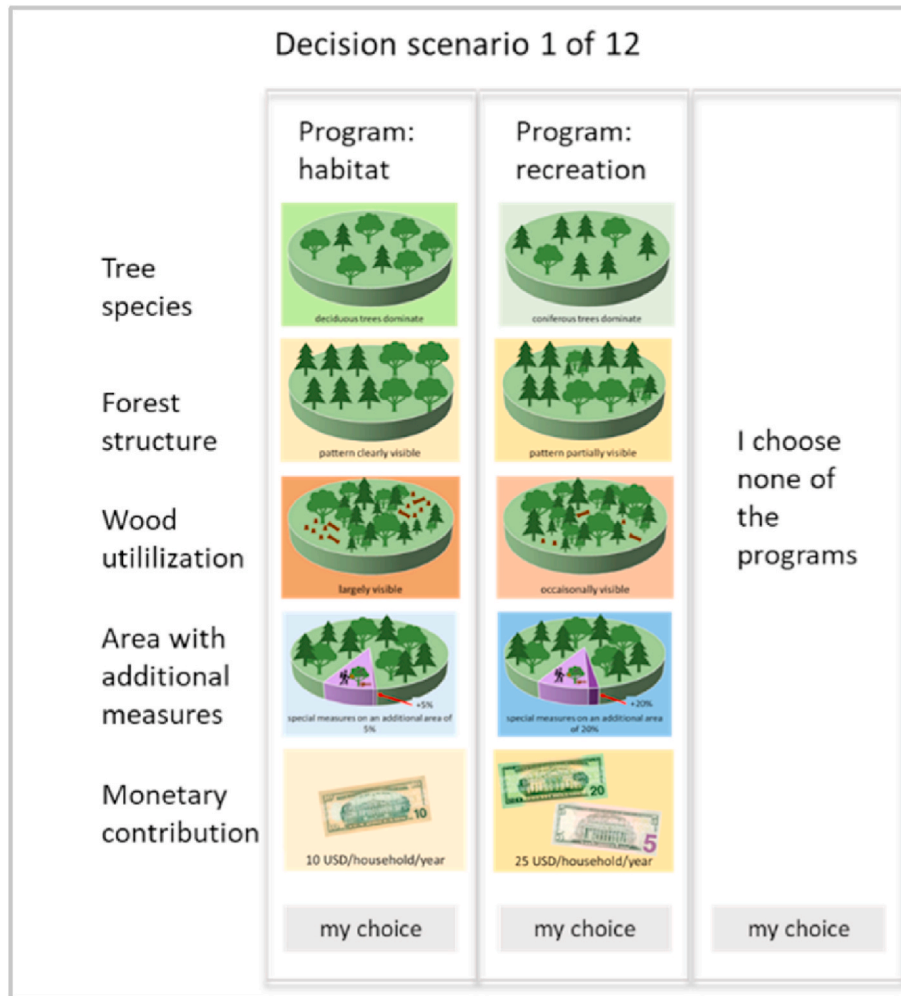 Decision scenario 1 of 12
Program:
habitat
Program:
recreation
Tree
species
deciduous trees dominate
coniferous trees dominate
Forest
structure
pattern clearly visible
pattern partially visible
Wood
utililization
largely visible
occaisonally visible
I choose
none of
the
programs
Area with
additional
measures
+5%
special measures on an additional area of
5%
+20%
special measures on an additional area
of 20%
Monetary
contribution
10
10 USD/household/year
20
5
25 USD/household/year
my choice
my choice
my choice